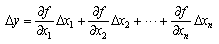 Δy = ∂f/∂x₁ Δx₁ + ∂f/∂x₂ Δx₂ + ⋯ + ∂f/∂xₙ Δxₙ